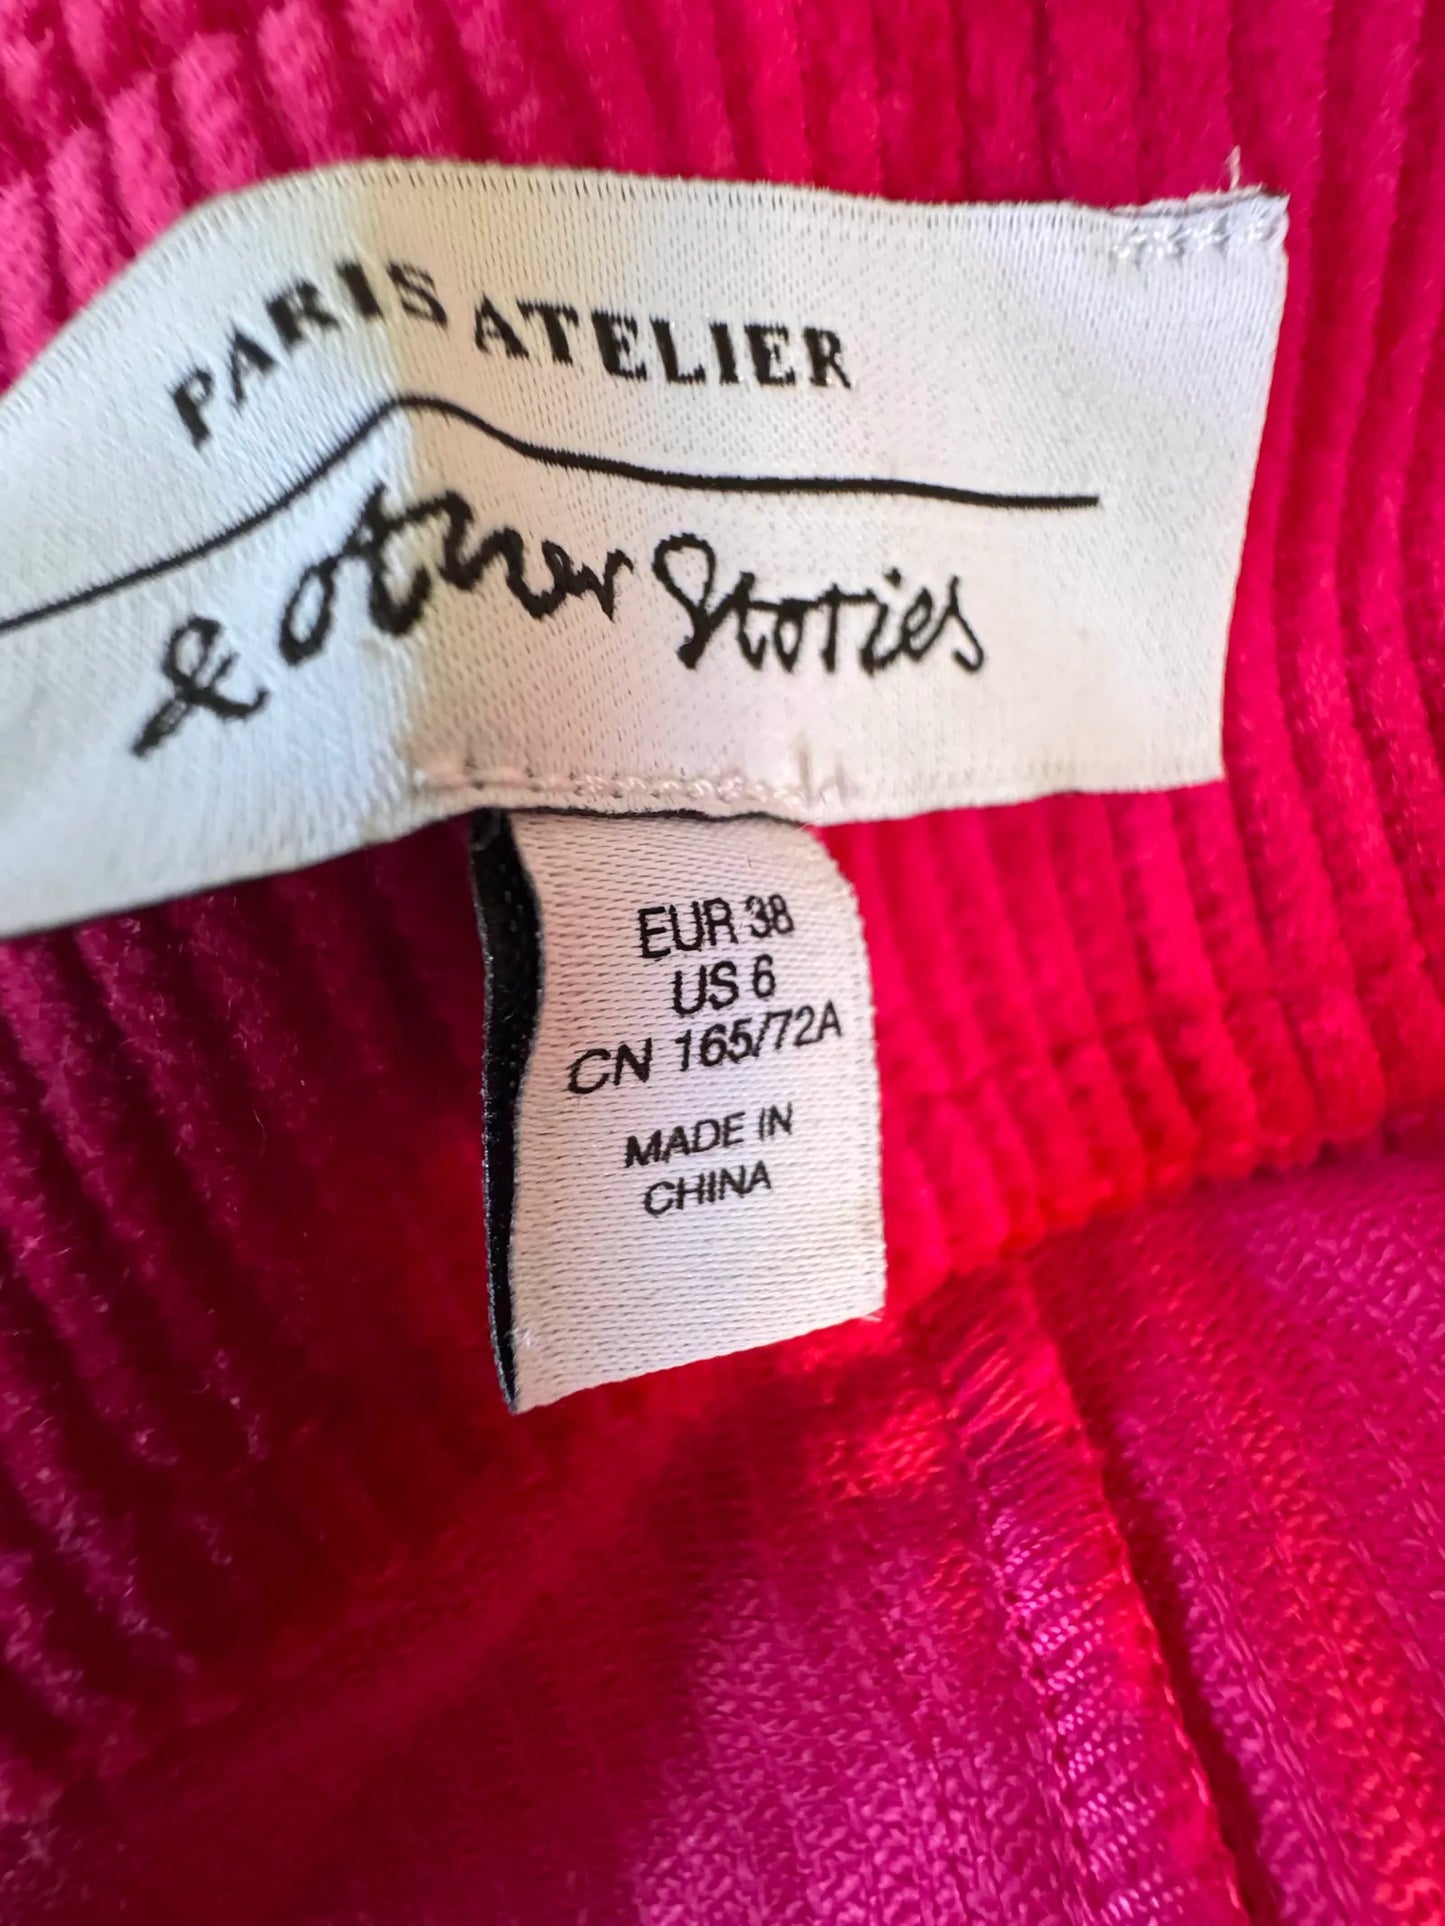 PARIS ATELIER
& Other Stories
EUR 38
US 6
CN 165/72A
MADE IN
CHINA